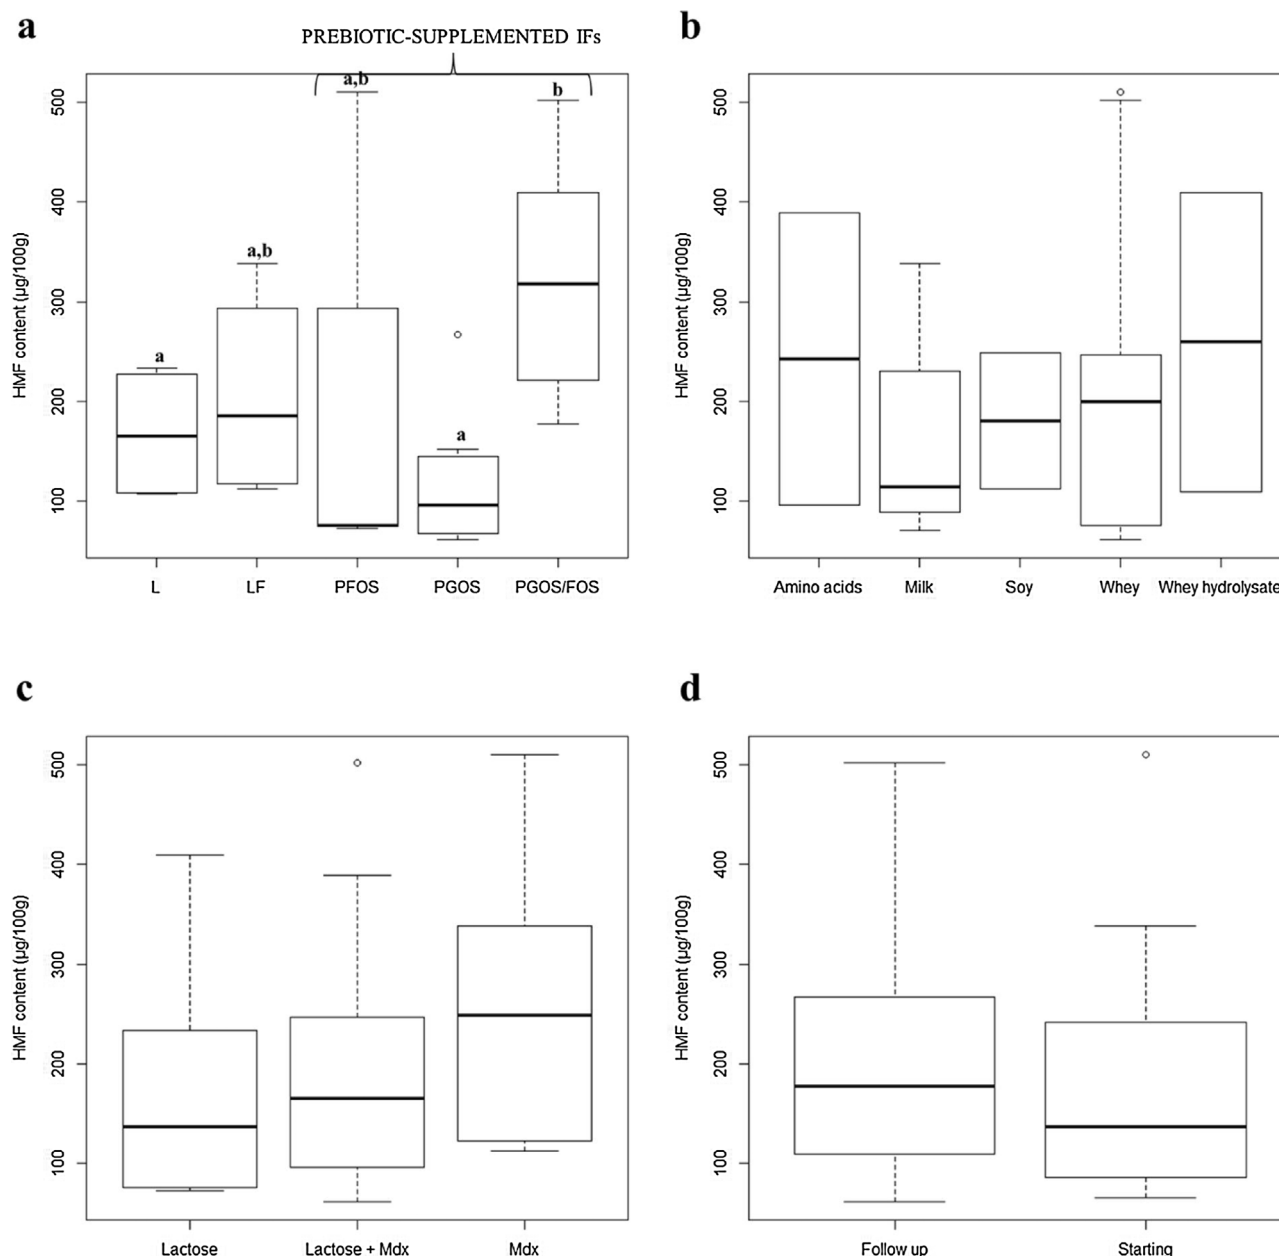 a
PREBIOTIC-SUPPLEMENTED IFs
HMF content (µg/100g)
500
400
300
200
100
a
a,b
a,b
a
b
L LF PFOS PGOS PGOS/FOS
b
HMF content (µg/100g)
500
400
300
200
100
Amino acids Milk Soy Whey Whey hydrolysate
c
HMF content (µg/100g)
500
400
300
200
100
Lactose Lactose + Mdx Mdx
d
HMF content (µg/100g)
500
400
300
200
100
Follow up Starting